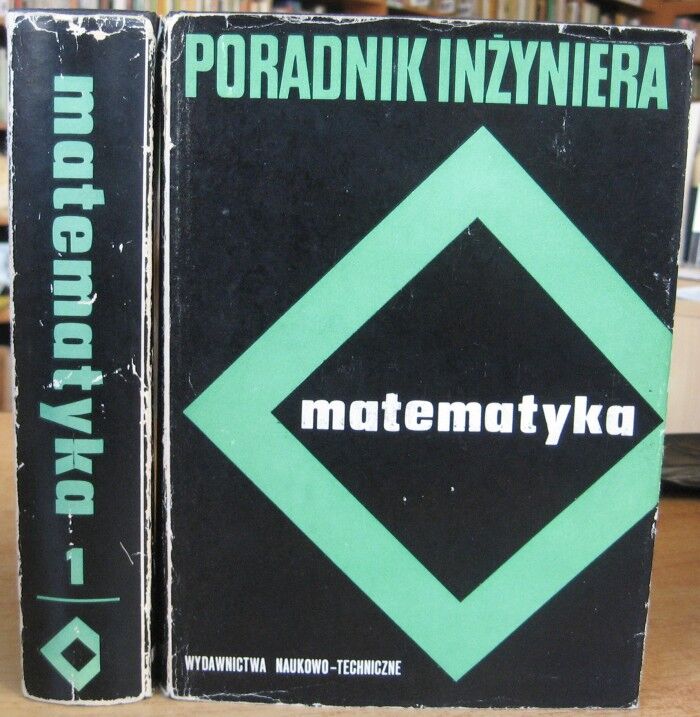 matematyka 1
PORADNIK INŻYNIERA
matematyka
WYDAWNICTWA NAUKOWO-TECHNICZNE